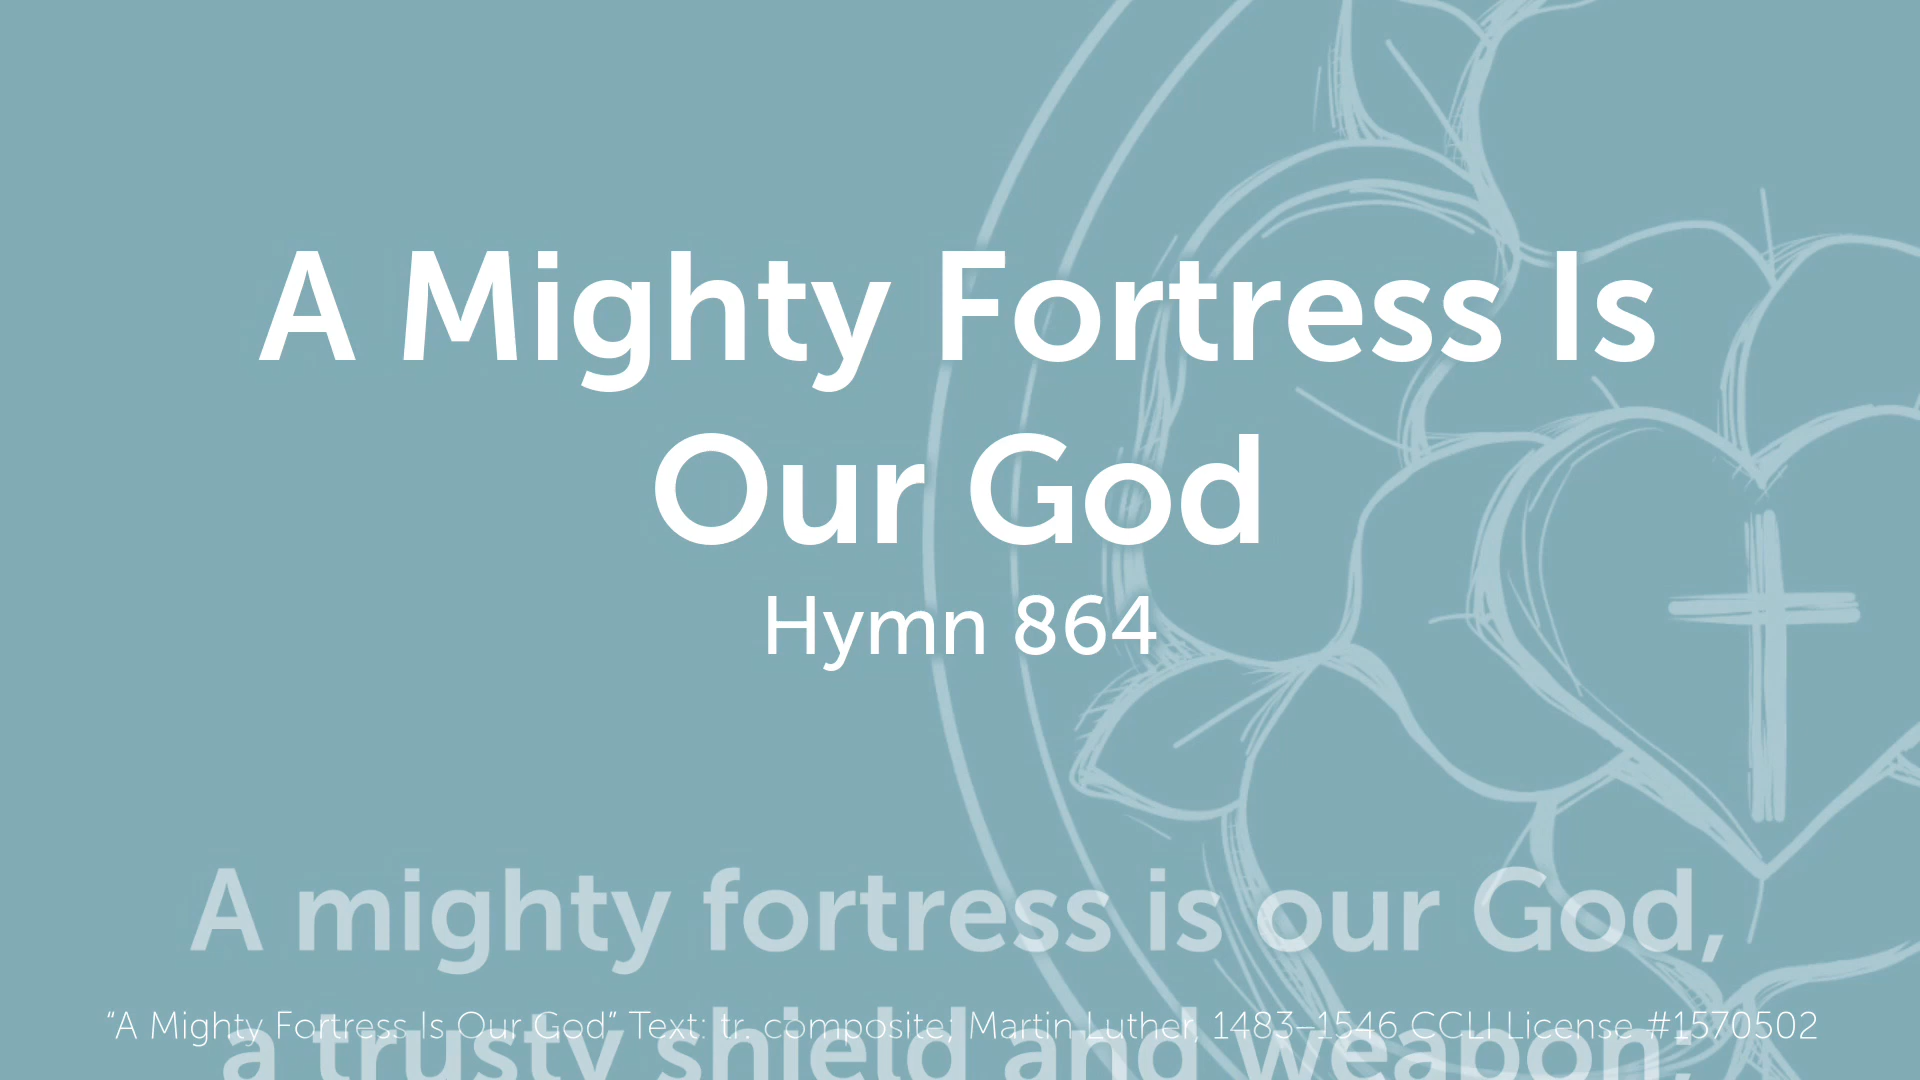 A Mighty Fortress Is
Our God
Hymn 864
A mighty fortress is our God,
“A Mighty Fortress Is Our God” Text: tr. composite; Martin Luther, 1483–1546 CCLI License #1570502
a trusty shield and weapon;